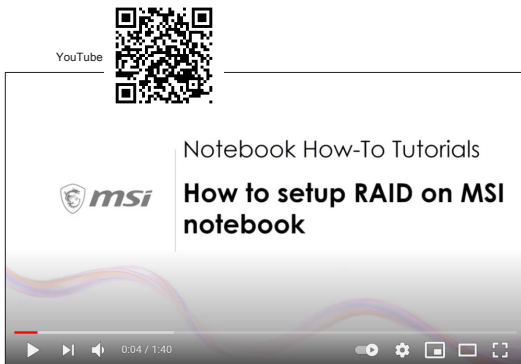 YouTube
Notebook How-To Tutorials
msi
How to setup RAID on MSI
notebook
0:04 / 1:40